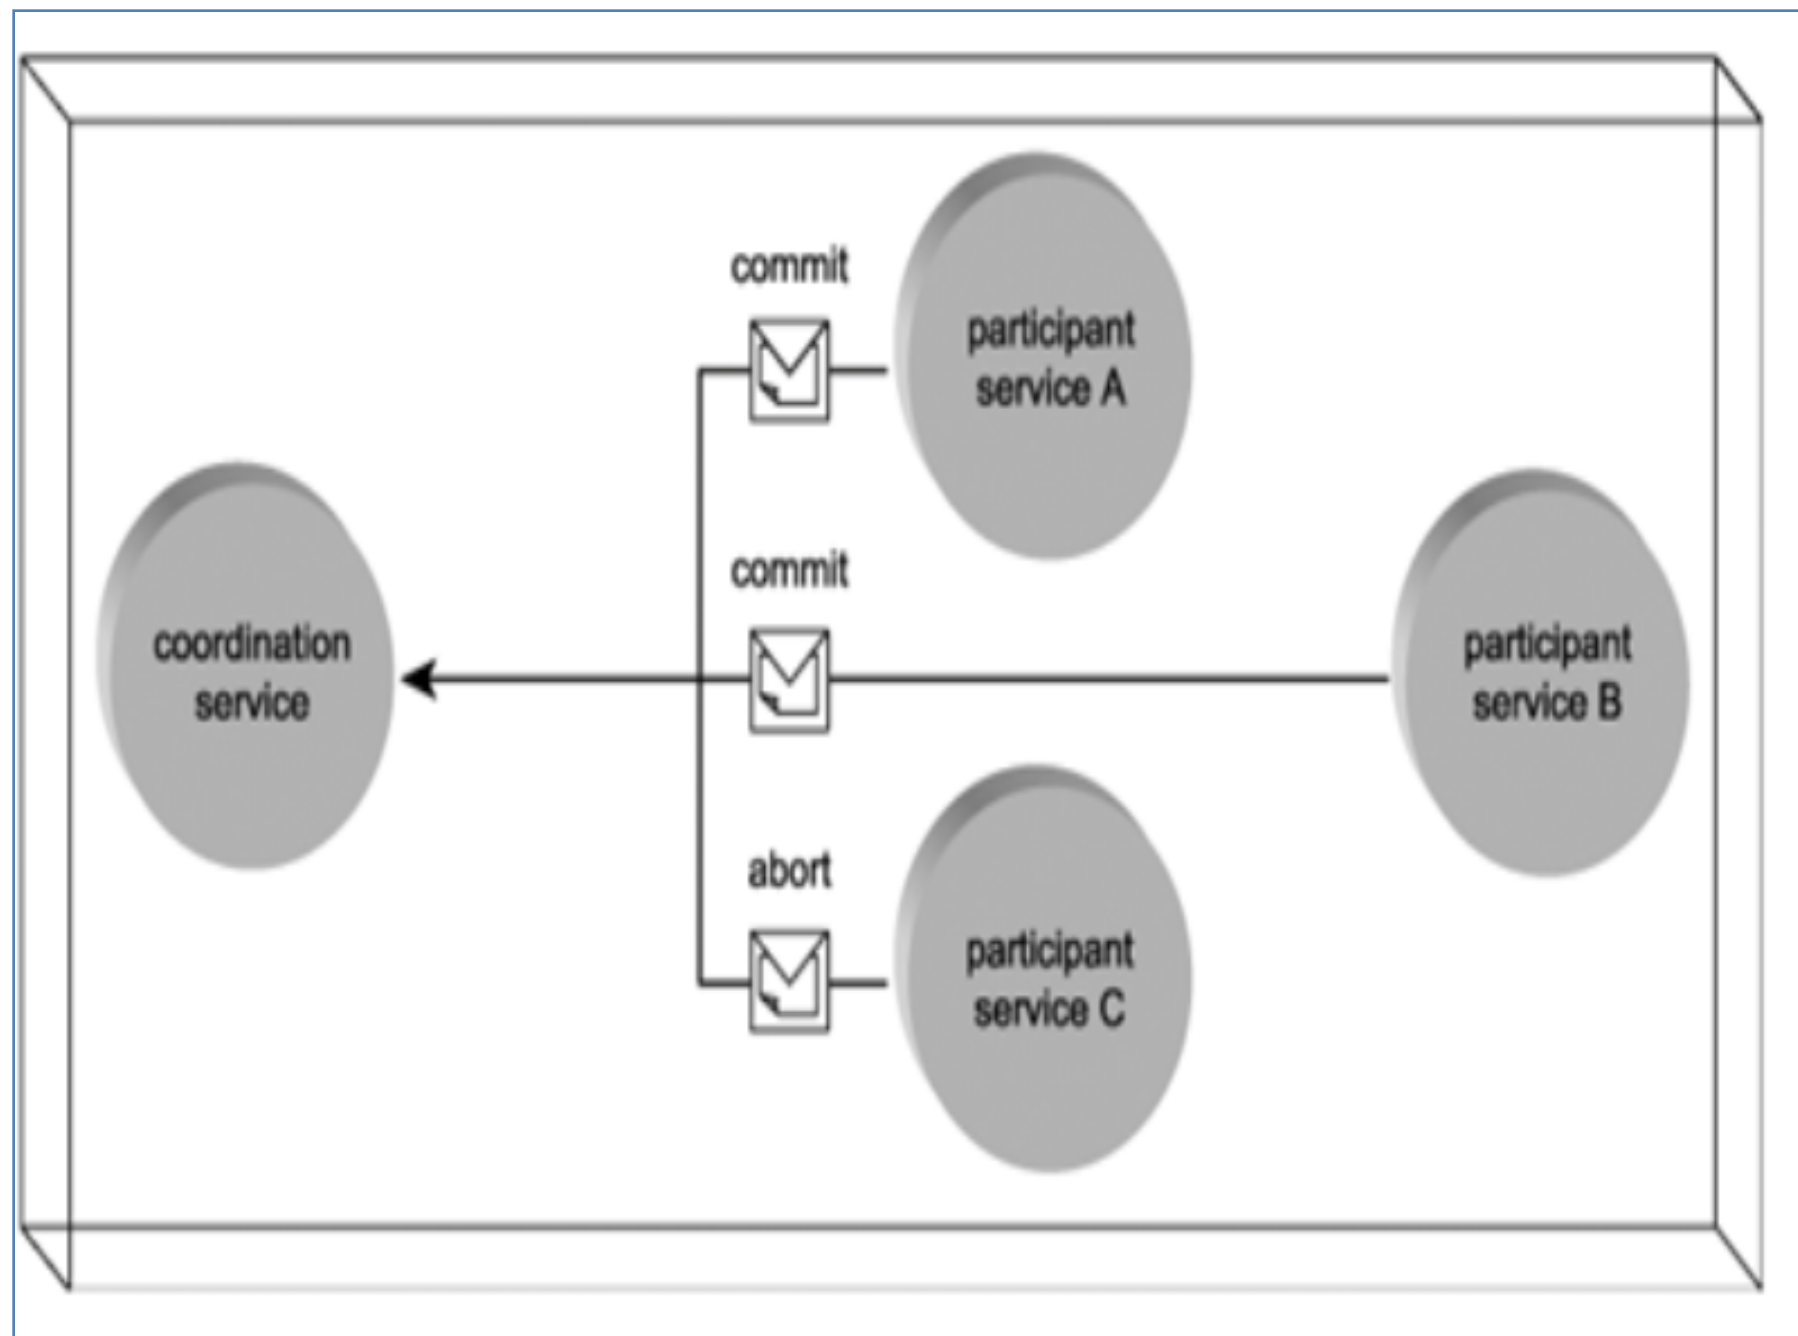 commit
participant
service A
commit
coordination
service
participant
service B
abort
participant
service C